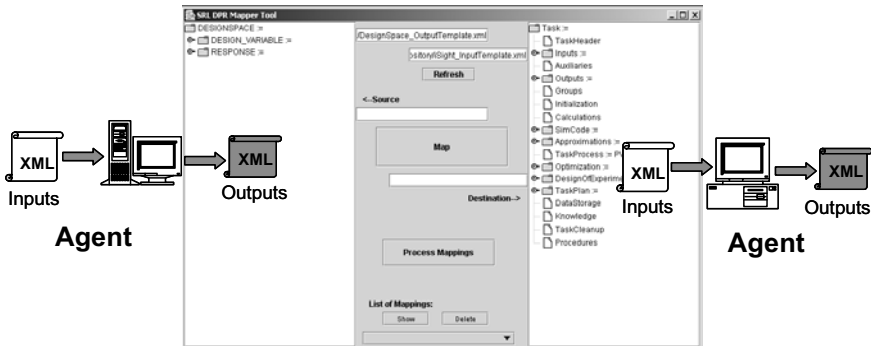 SRL DPR Mapper Tool
DESIGNSPACE :=
DESIGN_VARIABLE :=
RESPONSE :=
/DesignSpace_OutputTemplate.xml
ository/iSight_InputTemplate.xml
Refresh
<--Source
Map
Destination-->
Process Mappings
List of Mappings:
Show
Delete
Task :=
TaskHeader
Inputs :=
Auxiliaries
Outputs :=
Groups
Initialization
Calculations
SimCode :=
Approximations :=
TaskProcess :=
Optimization :=
DesignOfExperime
TaskPlan :=
DataStorage
Knowledge
TaskCleanup
Procedures
XML
Inputs
XML
Outputs
Agent
XML
Inputs
XML
Outputs
Agent